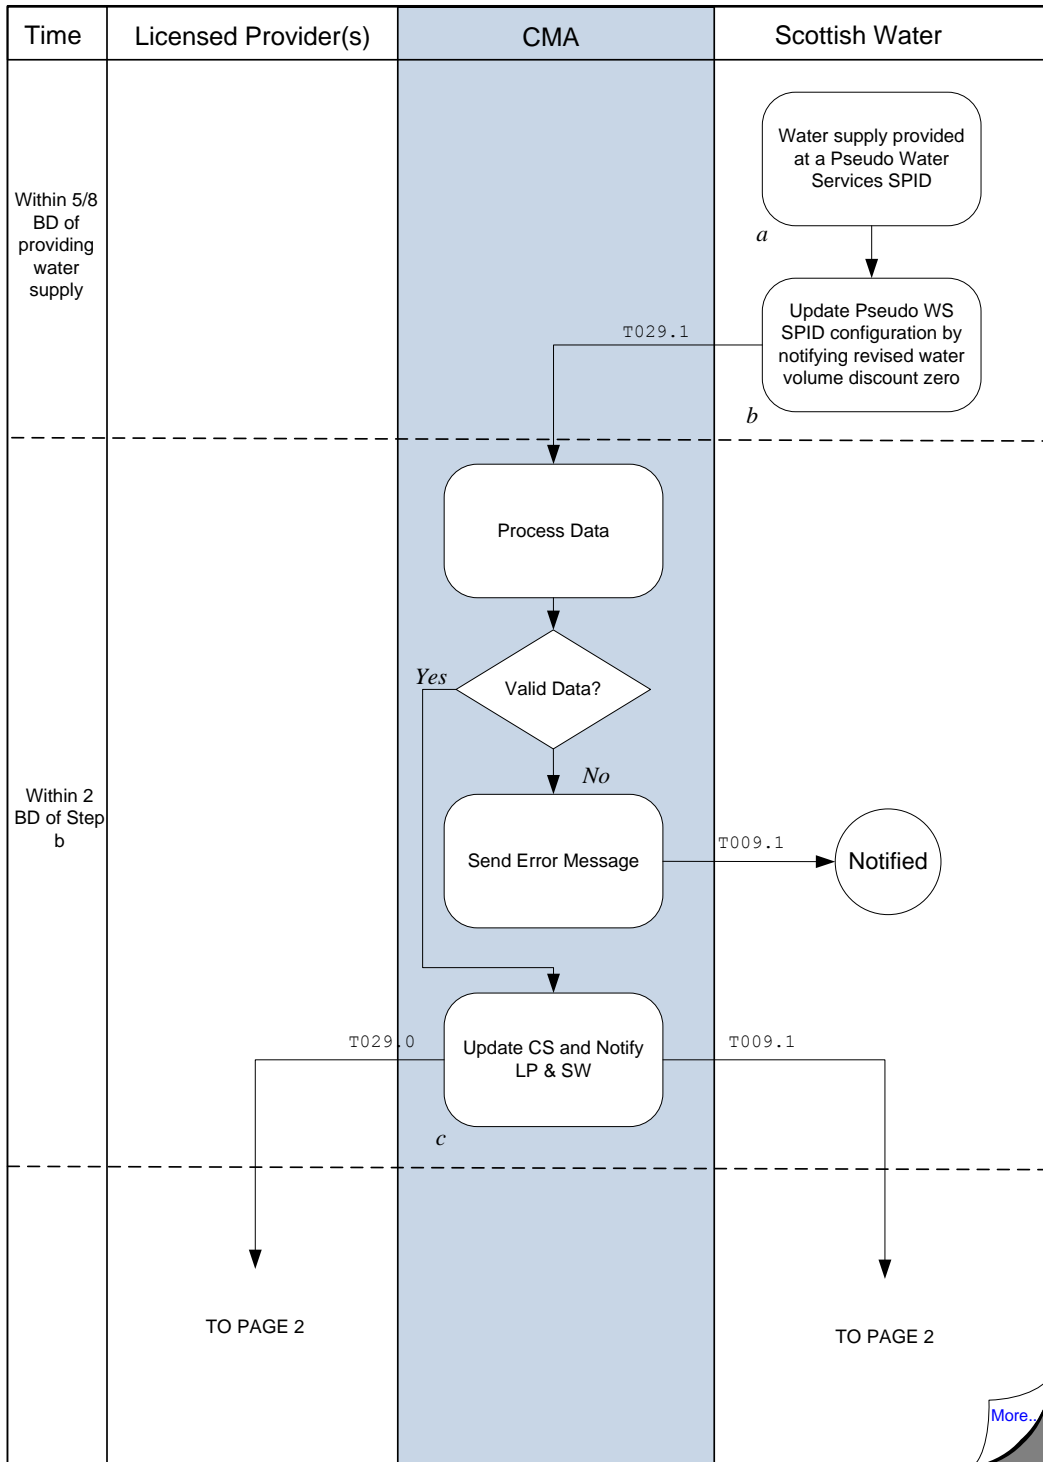 Time
Licensed Provider(s)
CMA
Scottish Water
Within 5/8
BD of
providing
water
supply
Water supply provided
at a Pseudo Water
Services SPID
a
Update Pseudo WS
SPID configuration by
notifying revised water
volume discount zero
b
T029.1
Within 2
BD of Step
b
Process Data
Valid Data?
Yes
No
Send Error Message
T009.1
Notified
T029.0
Update CS and Notify
LP & SW
T009.1
c
TO PAGE 2
TO PAGE 2
More..